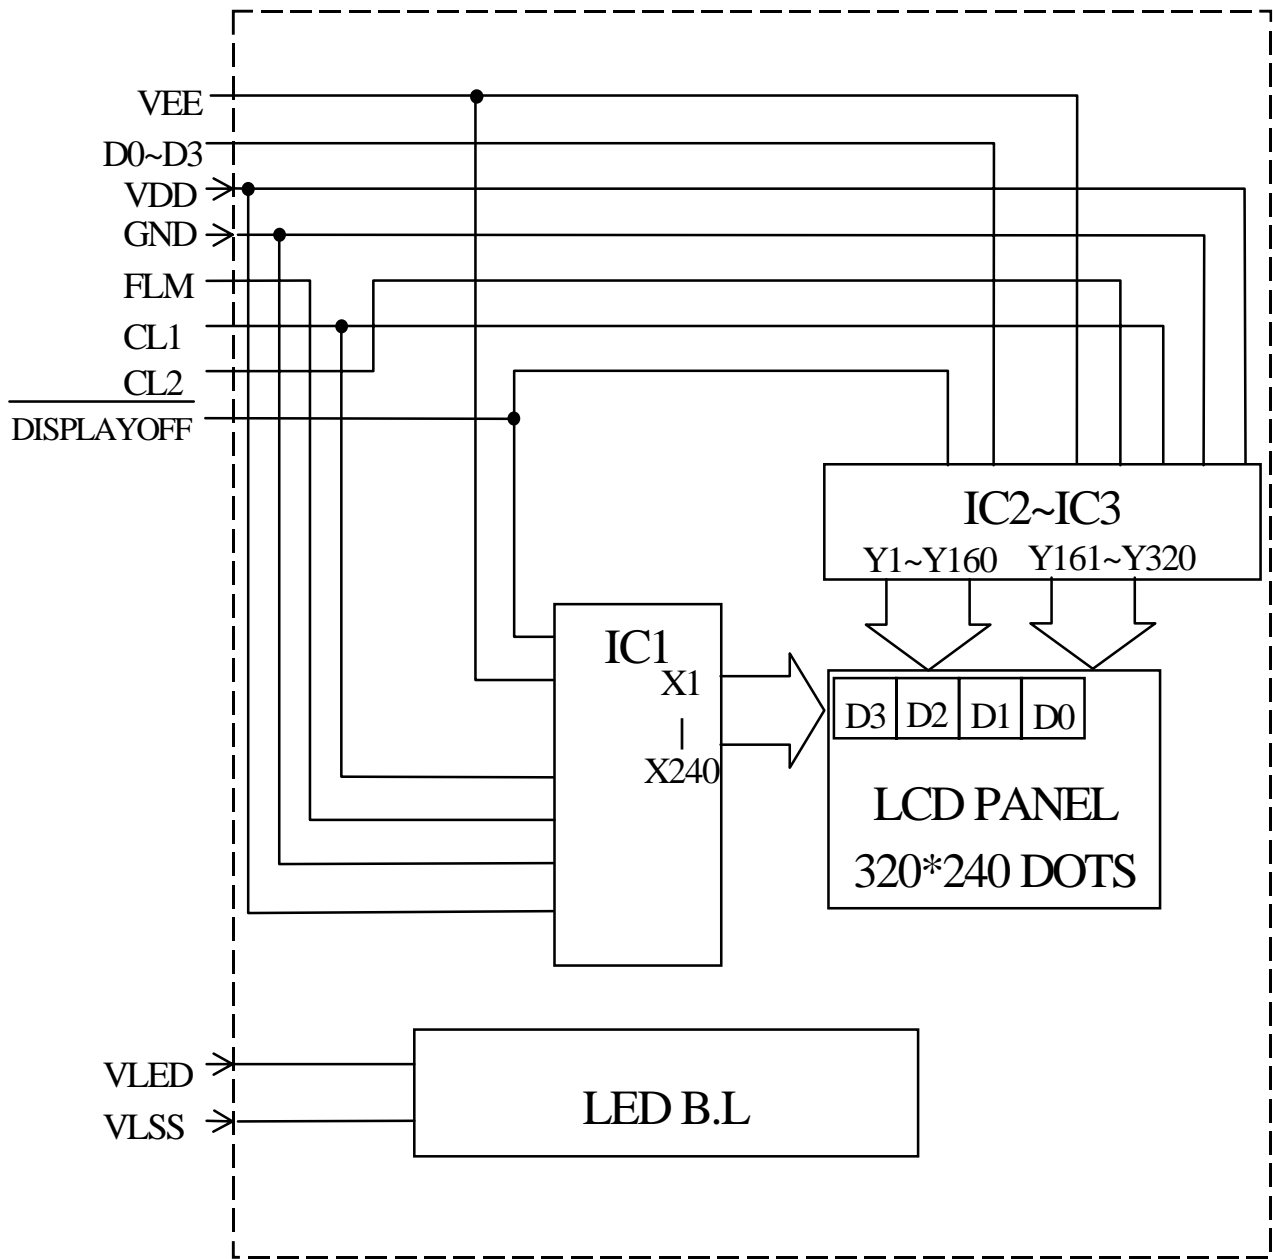 VEE
D0~D3
VDD
GND
FLM
CL1
CL2
DISPLAYOFF
IC2~IC3
Y1~Y160 Y161~Y320
IC1
X1
|
X240
D3 D2 D1 D0
LCD PANEL
320*240 DOTS
VLED
VLSS
LED B.L